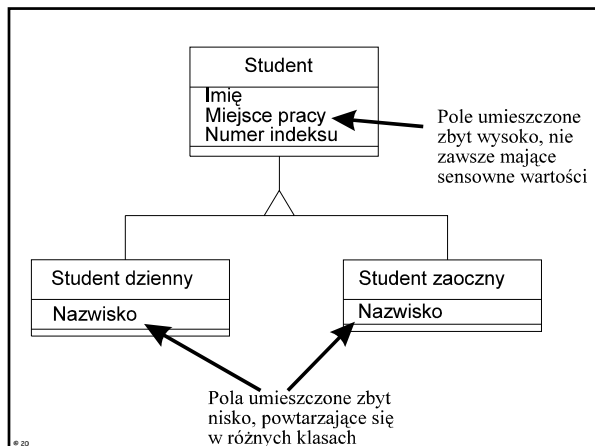 Student
Imię
Miejsce pracy
Numer indeksu
Pole umieszczone
zbyt wysoko, nie
zawsze mające
sensowne wartości
Student dzienny
Nazwisko
Student zaoczny
Nazwisko
Pola umieszczone zbyt
nisko, powtarzające się
w różnych klasach
© 20